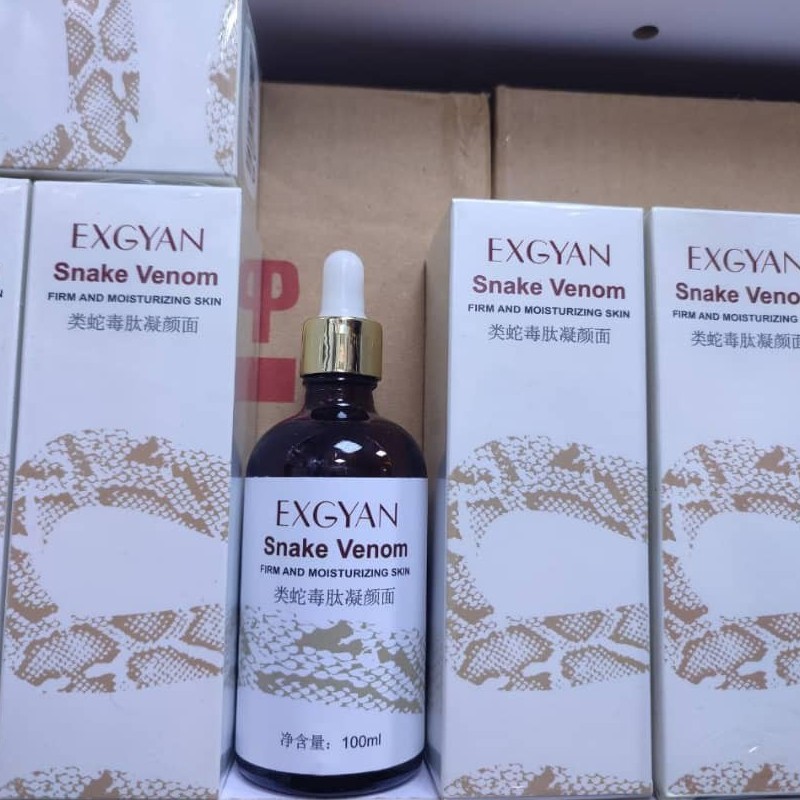 EXGYAN
Snake Venom
FIRM AND MOISTURIZING SKIN
类蛇毒肽凝颜面
EXGYAN
Snake Venom
FIRM AND MOISTURIZING SKIN
类蛇毒肽凝颜面
净含量：100ml
EXGYAN
Snake Venom
FIRM AND MOISTURIZING SKIN
类蛇毒肽凝颜面
EXGYAN
Snake Veno
FIRM AND MOISTURIZING
类蛇毒肽凝颜面